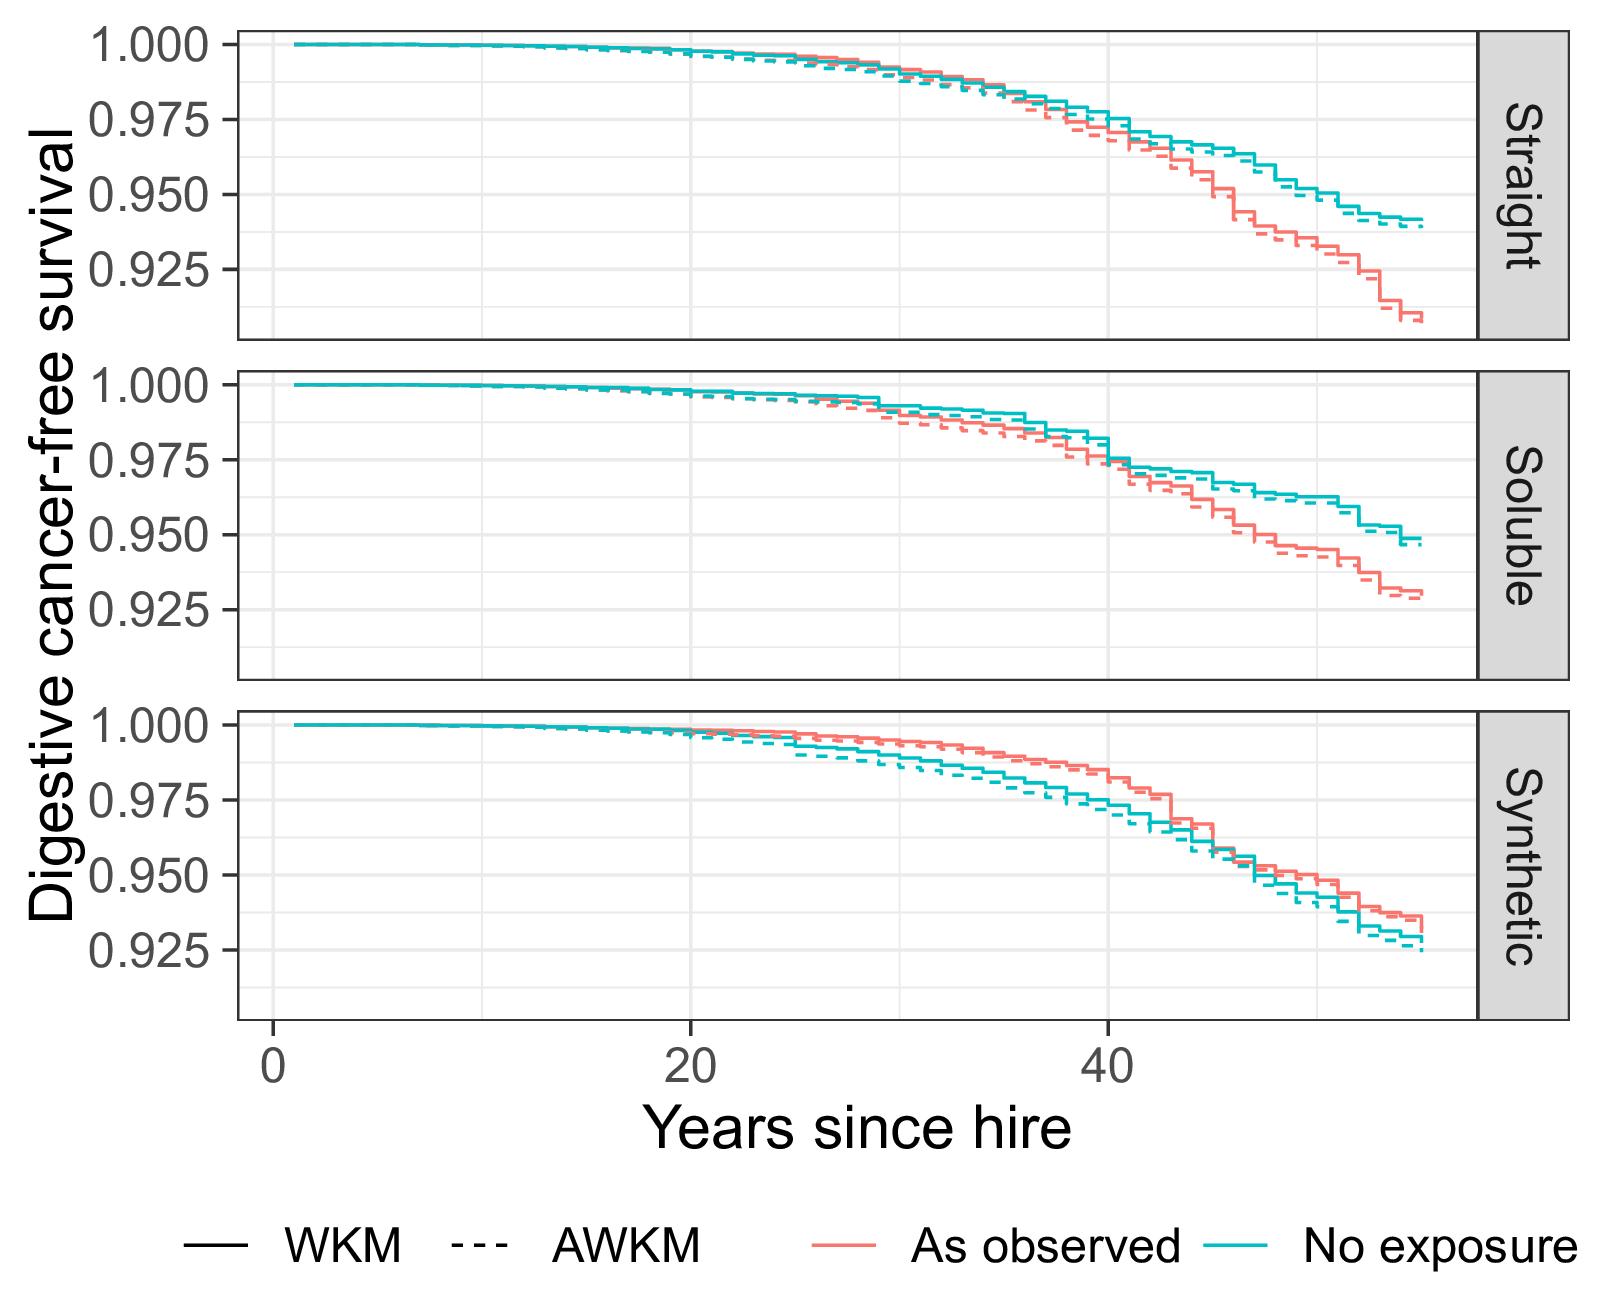 Digestive cancer-free survival
1.000
0.975
0.950
0.925
Straight
1.000
0.975
0.950
0.925
Soluble
1.000
0.975
0.950
0.925
Synthetic
0 20 40
Years since hire
WKM AWKM As observed No exposure